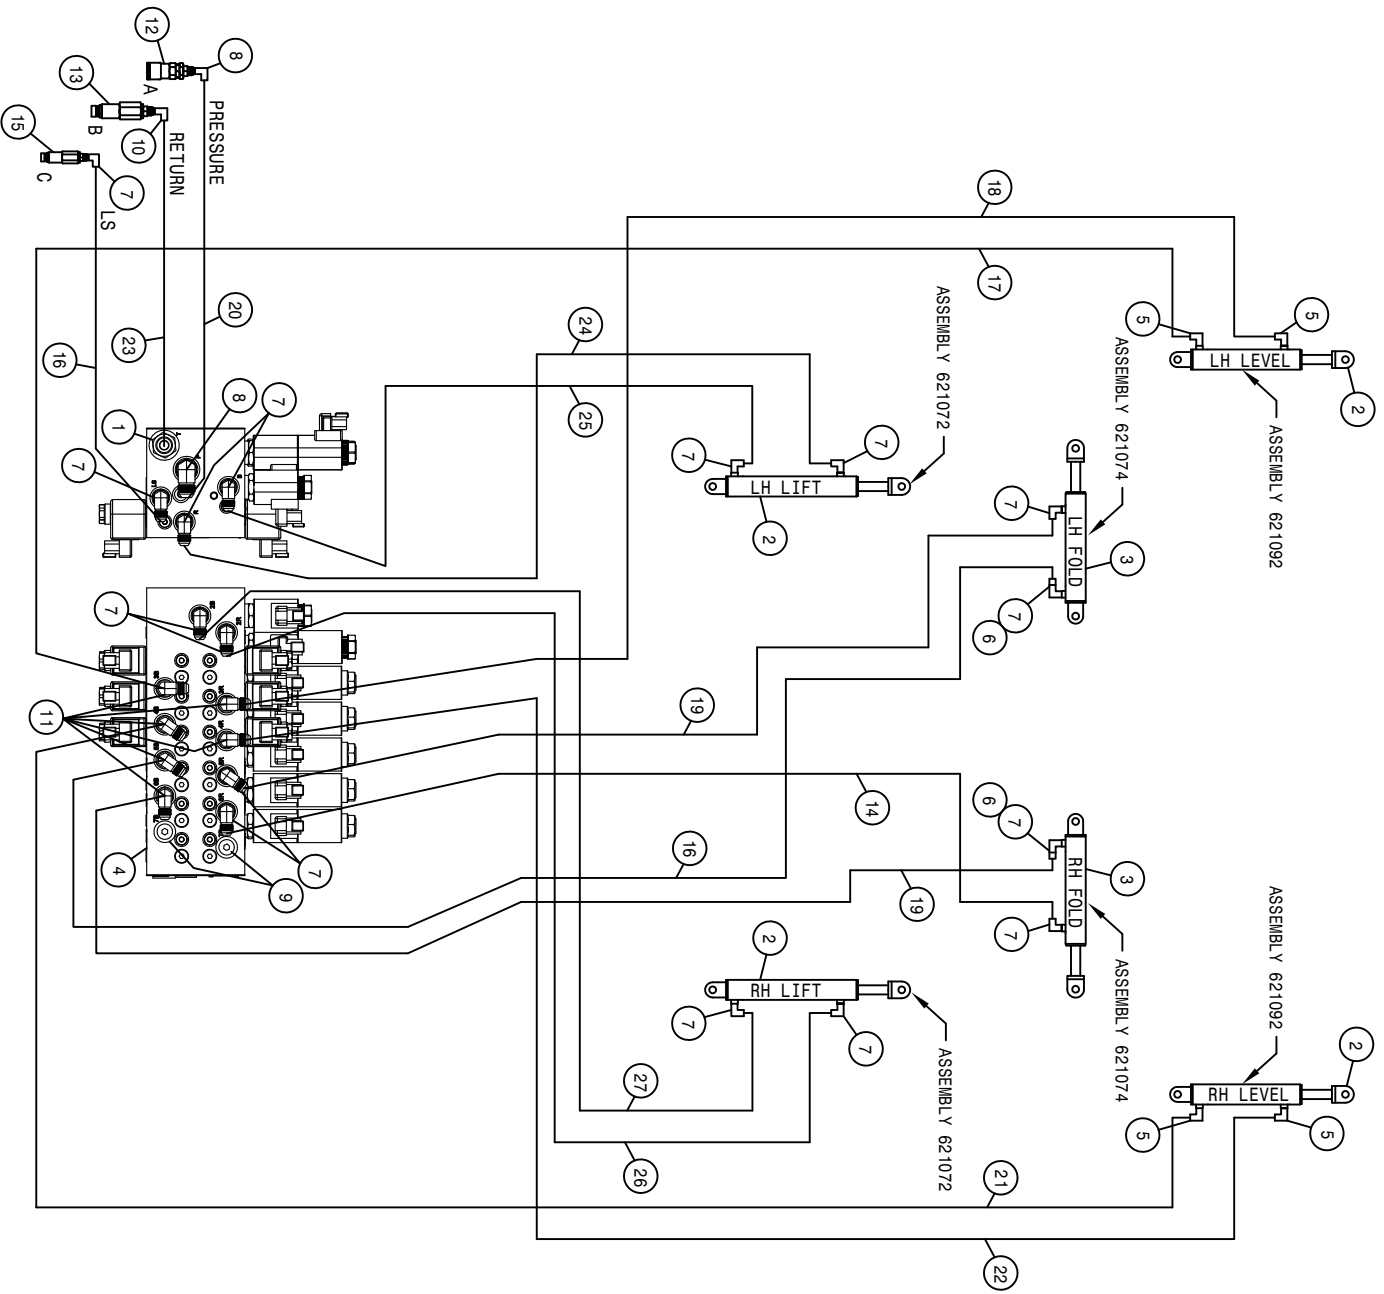 12
8
13
A
PRESSURE
B
10
RETURN
15
C
7
LS
18
17
5
5
LH LEVEL
2
ASSEMBLY 621092
ASSEMBLY 621074
ASSEMBLY 621072
20
23
16
24
25
8
7
1
7
7
7
LH LIFT
2
7
LH FOLD
3
7
6
7
11
19
14
16
19
4
9
7
6
7
RH FOLD
3
7
ASSEMBLY 621074
2
RH LIFT
7
7
ASSEMBLY 621072
ASSEMBLY 621092
2
RH LEVEL
5
5
27
26
21
22